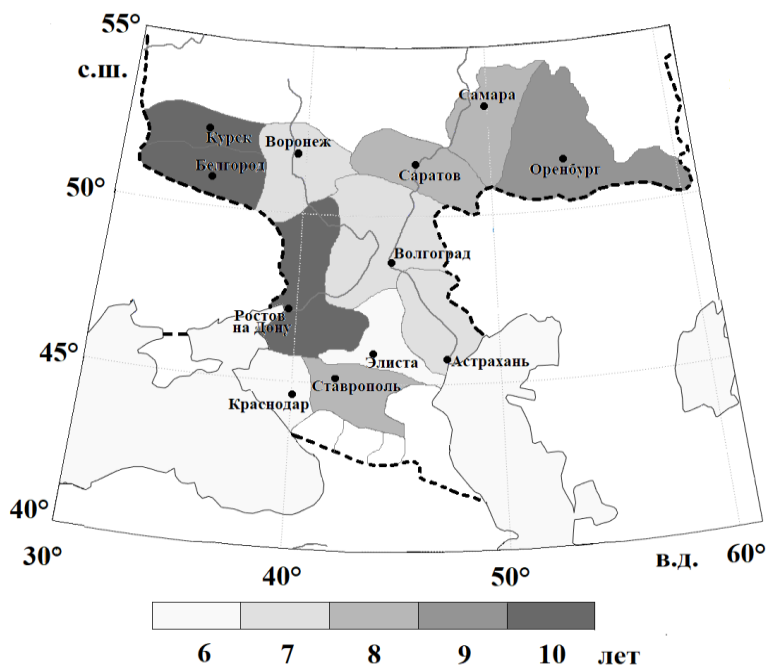 55°
с.ш.
Самара
Курск
Воронеж
Белгород
Саратов
Оренбург
50°
Волгоград
Ростов
на Дону
45°
Элиста
Астрахань
Ставрополь
Краснодар
40°
30°
40°
50°
в.д.
60°
6 7 8 9 10 лет